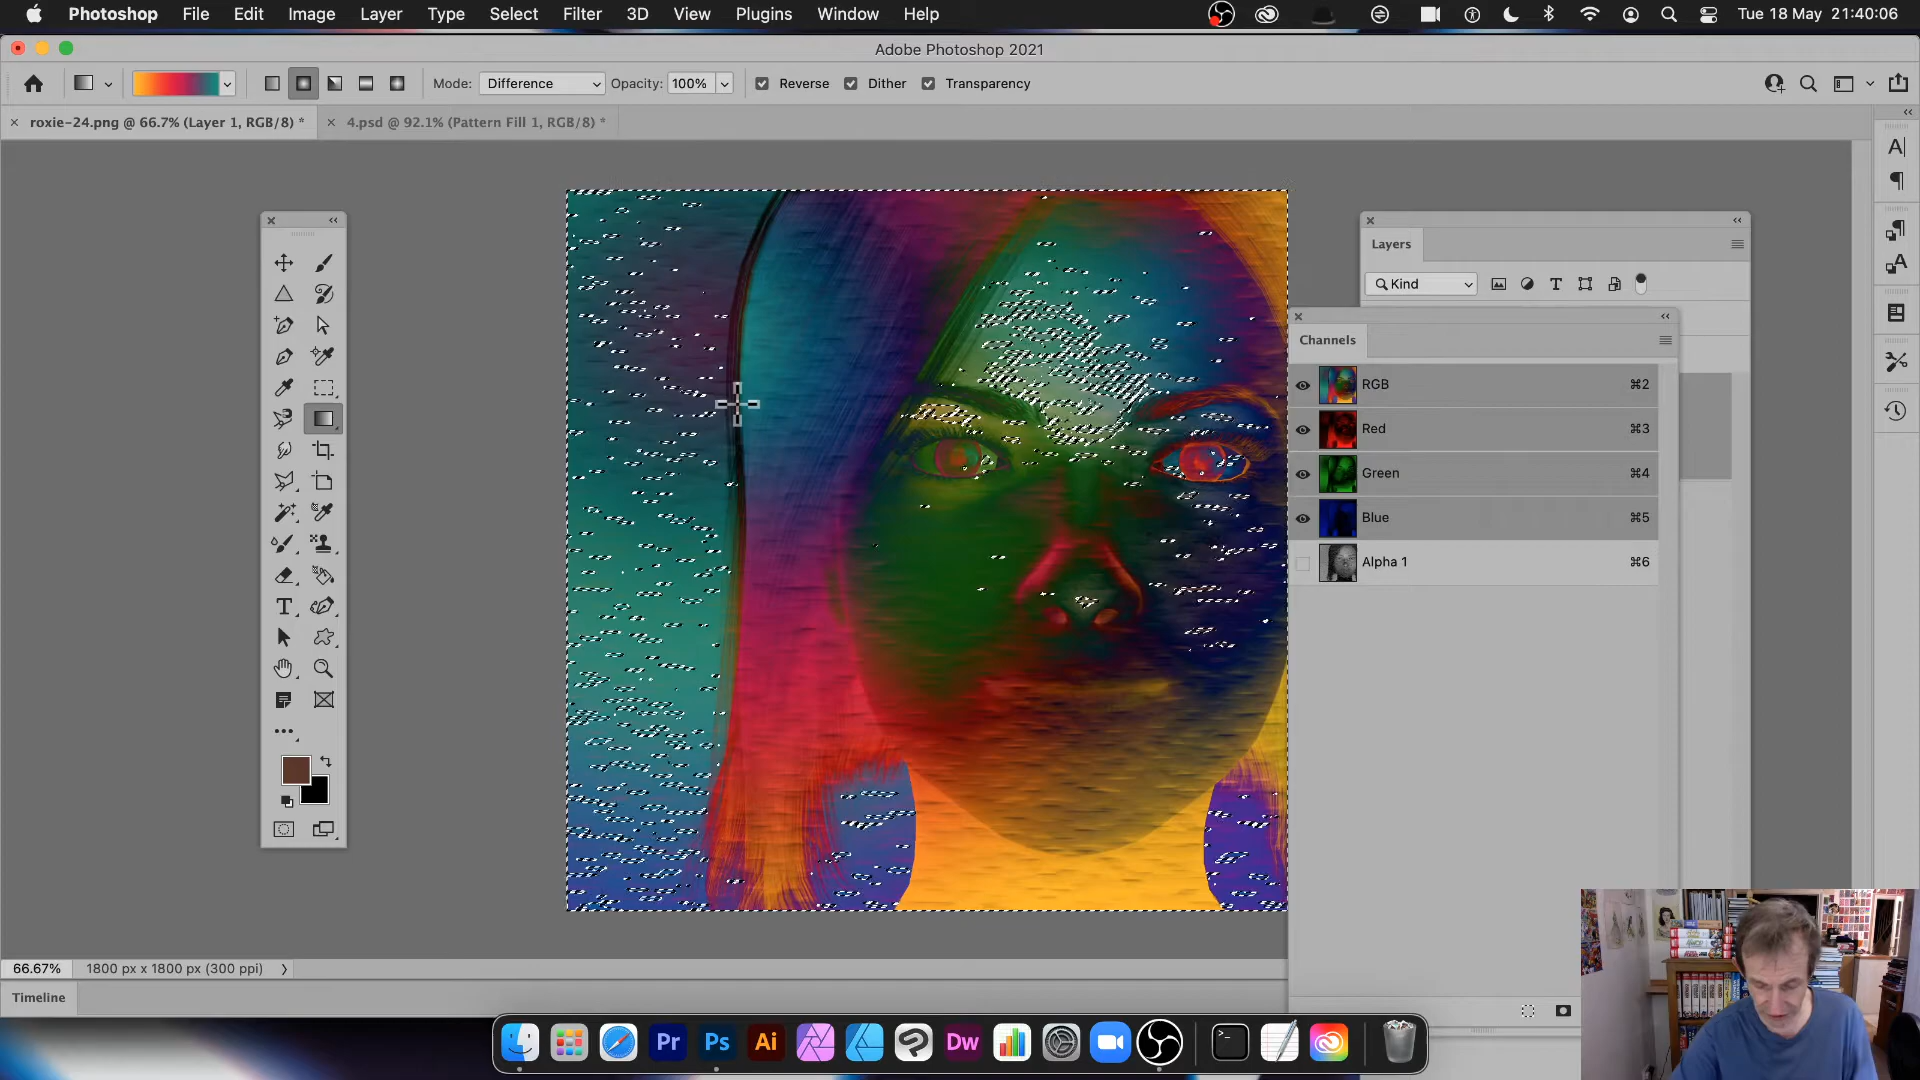 Photoshop File Edit Image Layer Type Select Filter 3D View Plugins Window Help Tue 18 May 21:40:06
Adobe Photoshop 2021
Mode: Difference Opacity: 100% Reverse Dither Transparency
roxie-24.png @ 66.7% (Layer 1, RGB/8) * 4.psd @ 92.1% (Pattern Fill 1, RGB/8) *
Layers
Kind
Channels
RGB ⌘2
Red ⌘3
Green ⌘4
Blue ⌘5
Alpha 1 ⌘6
66.67% 1800 px x 1800 px (300 ppi)
Timeline
Pr Ps Ai Dw